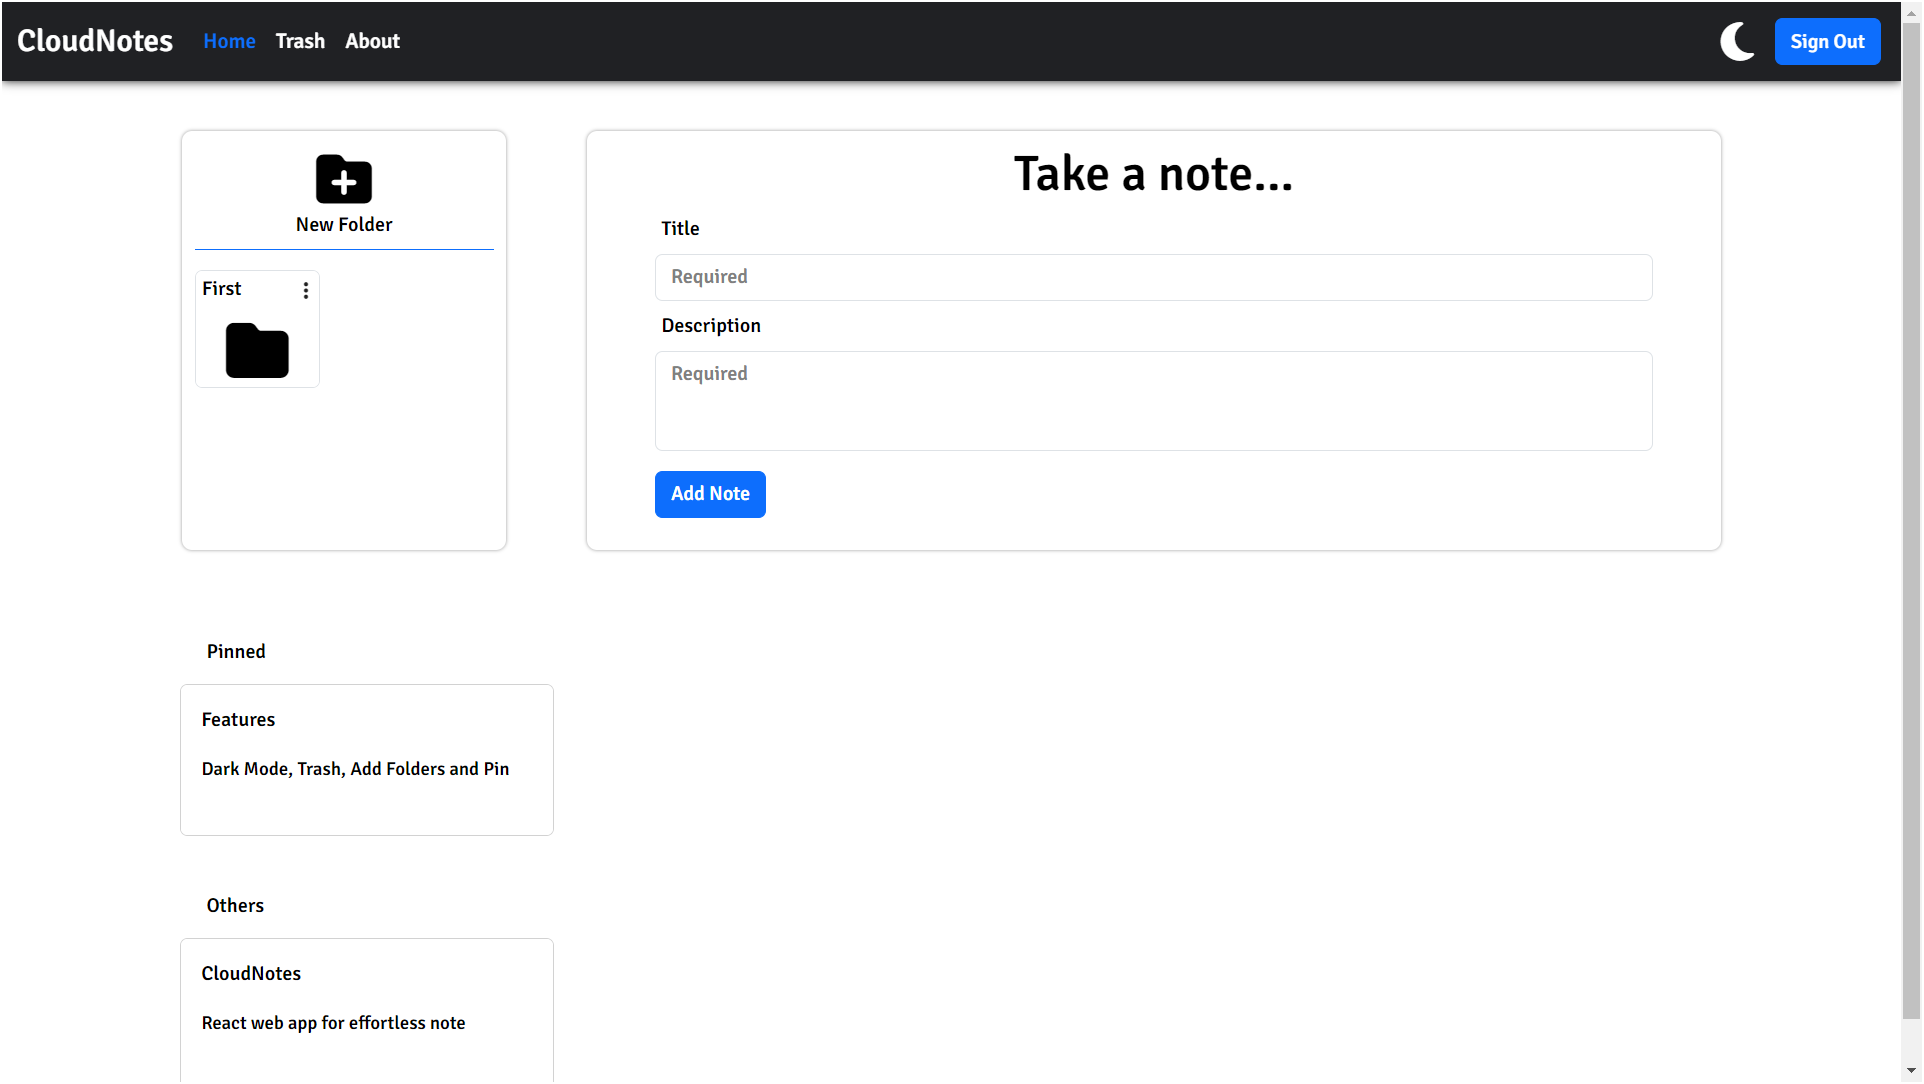 CloudNotes Home Trash About Sign Out
New Folder
First
Take a note...
Title
Required
Description
Required
Add Note
Pinned
Features
Dark Mode, Trash, Add Folders and Pin
Others
CloudNotes
React web app for effortless note